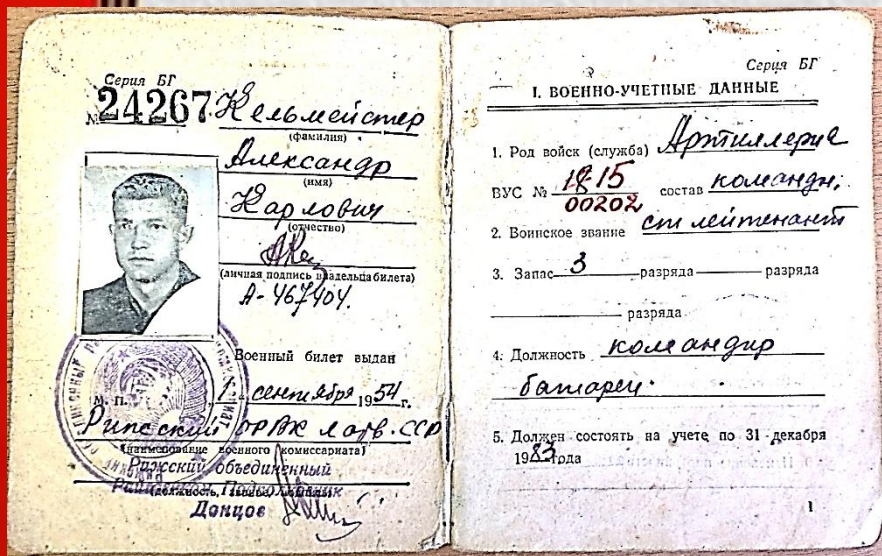 Серия БГ
№ 24267
Кельмейстер
(фамилия)
Александр
(имя)
Карлович
(отчество)
(личная подпись владельца билета)
А-467404.
Военный билет выдан
М. П.
1 сентября 1954 г.
ОРВК Латв. ССР
(наименование военного комиссариата)
Рижский объединенный
Подполковник
Донцов
Серия БГ
I. ВОЕННО-УЧЕТНЫЕ ДАННЫЕ
1. Род войск (служба) Артиллерия
ВУС № 1815 состав командн.
00202
2. Воинское звание ст лейтенант
3. Запас 3 разряда разряда
разряда
4. Должность командир
батареи.
5. Должен состоять на учете по 31 декабря
1983 года
1